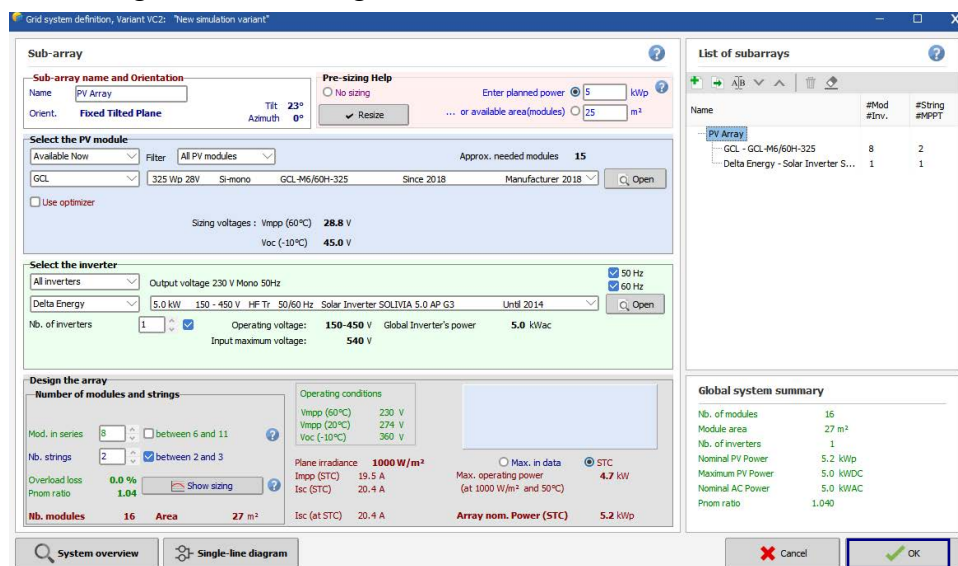 Grid system definition, Variant VC2: "New simulation variant"
Sub-array
List of subarrays
Sub-array name and Orientation
Name PV Array
Orient. Fixed Tilted Plane
Tilt 23°
Azimuth 0°
Pre-sizing Help
No sizing
Enter planned power 5 kWp
Resize
... or available area(modules) 25 m²
Name
#Mod #String
#Inv. #MPPT
PV Array
GCL - GCL-M6/60H-325 8 2
Delta Energy - Solar Inverter S... 1 1
Select the PV module
Available Now Filter All PV modules Approx. needed modules 15
GCL 325 Wp 28V Si-mono GCL-M6/60H-325 Since 2018 Manufacturer 2018 Open
Use optimizer
Sizing voltages : Vmpp (60°C) 28.8 V
Voc (-10°C) 45.0 V
Select the inverter
All inverters Output voltage 230 V Mono 50Hz
50 Hz
60 Hz
Delta Energy 5.0 kW 150 - 450 V HF Tr 50/60 Hz Solar Inverter SOLIVIA 5.0 AP G3 Until 2014 Open
Nb. of inverters 1 Operating voltage: 150-450 V Global Inverter's power 5.0 kWac
Input maximum voltage: 540 V
Design the array
Number of modules and strings
Mod. in series 8 between 6 and 11
Nb. strings 2 between 2 and 3
Overload loss 0.0 %
Pnom ratio 1.04
Show sizing
Nb. modules 16 Area 27 m²
Operating conditions
Vmpp (60°C) 230 V
Vmpp (20°C) 274 V
Voc (-10°C) 360 V
Plane irradiance 1000 W/m²
Impp (STC) 19.5 A
Isc (STC) 20.4 A
Isc (at STC) 20.4 A
Max. in data STC
Max. operating power 4.7 kW
(at 1000 W/m² and 50°C)
Array nom. Power (STC) 5.2 kWp
Global system summary
Nb. of modules 16
Module area 27 m²
Nb. of inverters 1
Nominal PV Power 5.2 kWp
Maximum PV Power 5.0 kWDC
Nominal AC Power 5.0 kWAC
Pnom ratio 1.040
System overview
Single-line diagram
Cancel
OK